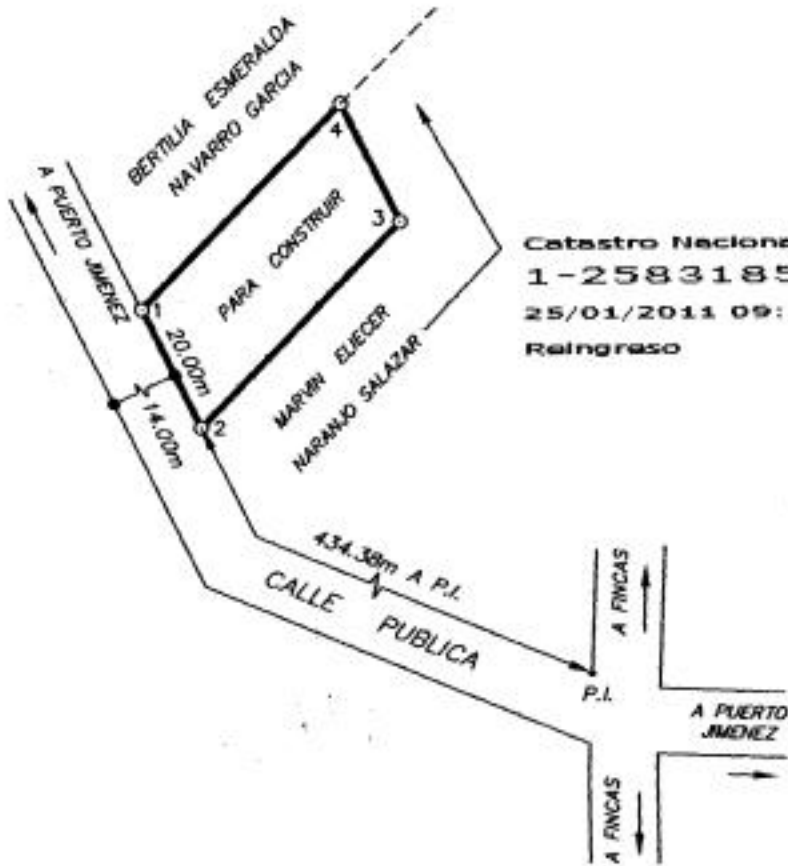 BERTILIA ESMERALDA
NAVARRO GARCIA
4
A PUERTO JIMENEZ
3
PARA CONSTRUIR
Catastro Naciona
1-2583185
25/01/2011 09:
Reingreso
1
20.00m
MARVIN ELIECER
NARANJO SALAZAR
2
14.00m
434.38m A P.I.
CALLE PUBLICA
A FINCAS
P.I.
A PUERTO
JIMENEZ
A FINCAS